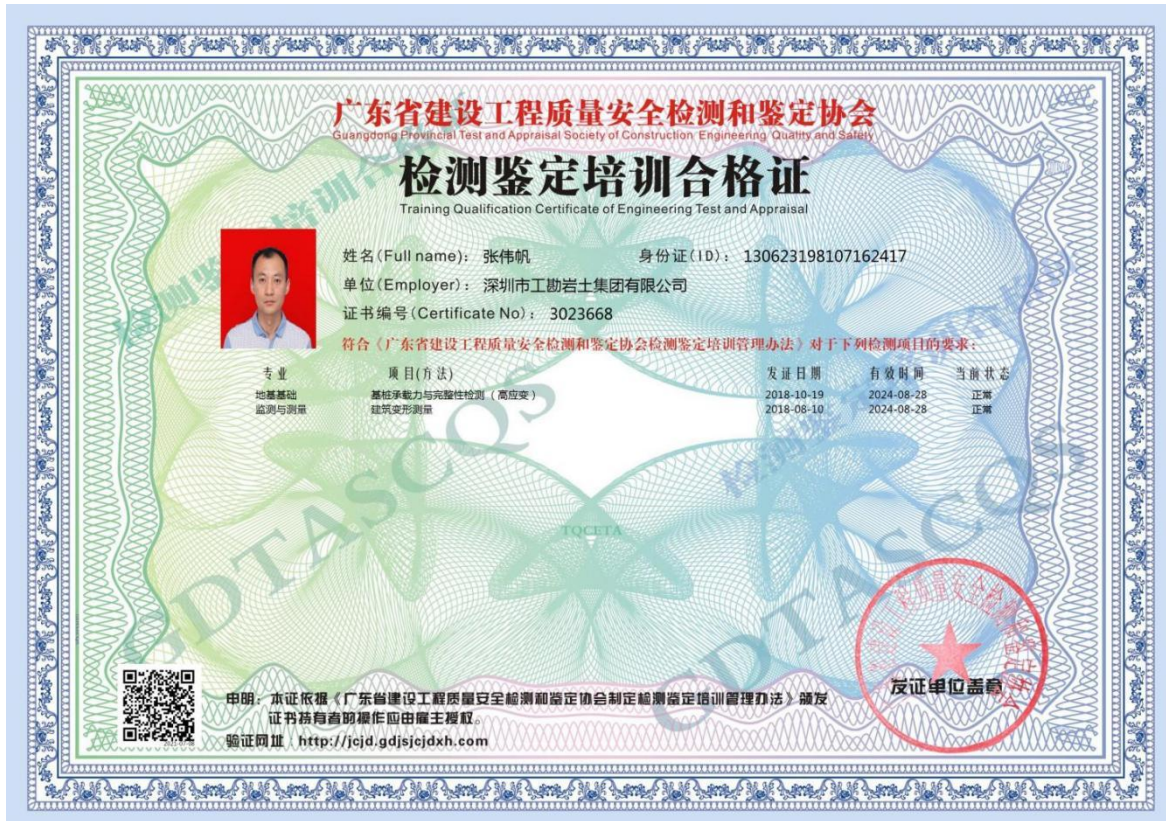 广东省建设工程质量安全检测和鉴定协会
Guangdong Provincial Test and Appraisal Society of Construction Engineering Quality and Safety
检测鉴定培训合格证
Training Qualification Certificate of Engineering Test and Appraisal
姓名(Full name): 张伟帆 身份证(ID): 130623198107162417
单位(Employer): 深圳市工勘岩土集团有限公司
证书编号(Certificate No): 3023668
符合《广东省建设工程质量安全检测和鉴定协会检测鉴定培训管理办法》对于下列检测项目的要求:
专业 项目(方法) 发证日期 有效时间 当前状态
地基基础 基桩承载力与完整性检测(高应变) 2018-10-19 2024-08-28 正常
监测与测量 建筑变形测量 2018-08-10 2024-08-28 正常
TQCETA
GDTASCQS
GDTASCQS
发证单位盖章
申明: 本证依据《广东省建设工程质量安全检测和鉴定协会制定检测鉴定培训管理办法》颁发
证书持有者的操作应由雇主授权。
验证网址 http://jcjd.gdjsjcjdxh.com